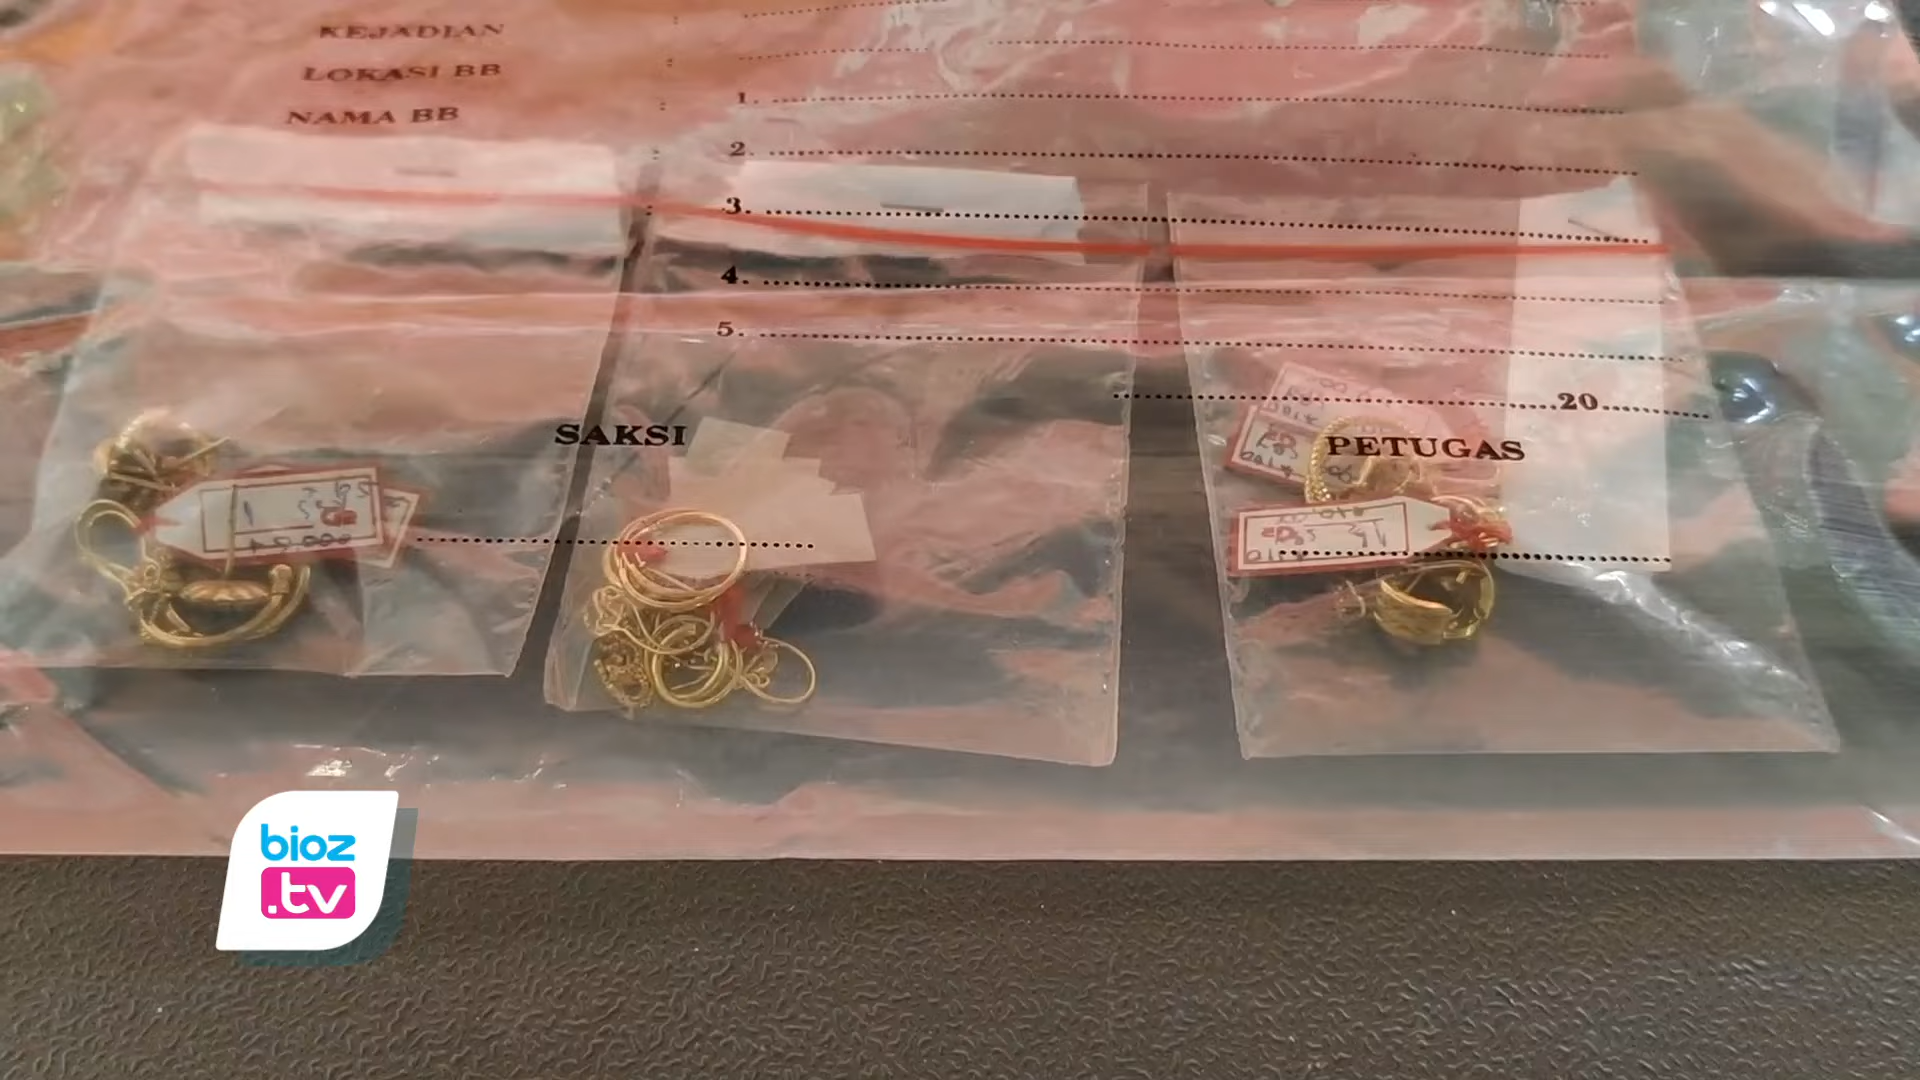 KEJADIAN :
LOKASI BB :
NAMA BB : 1.
2.
3.
4.
5.
20
SAKSI PETUGAS
bioz
.tv